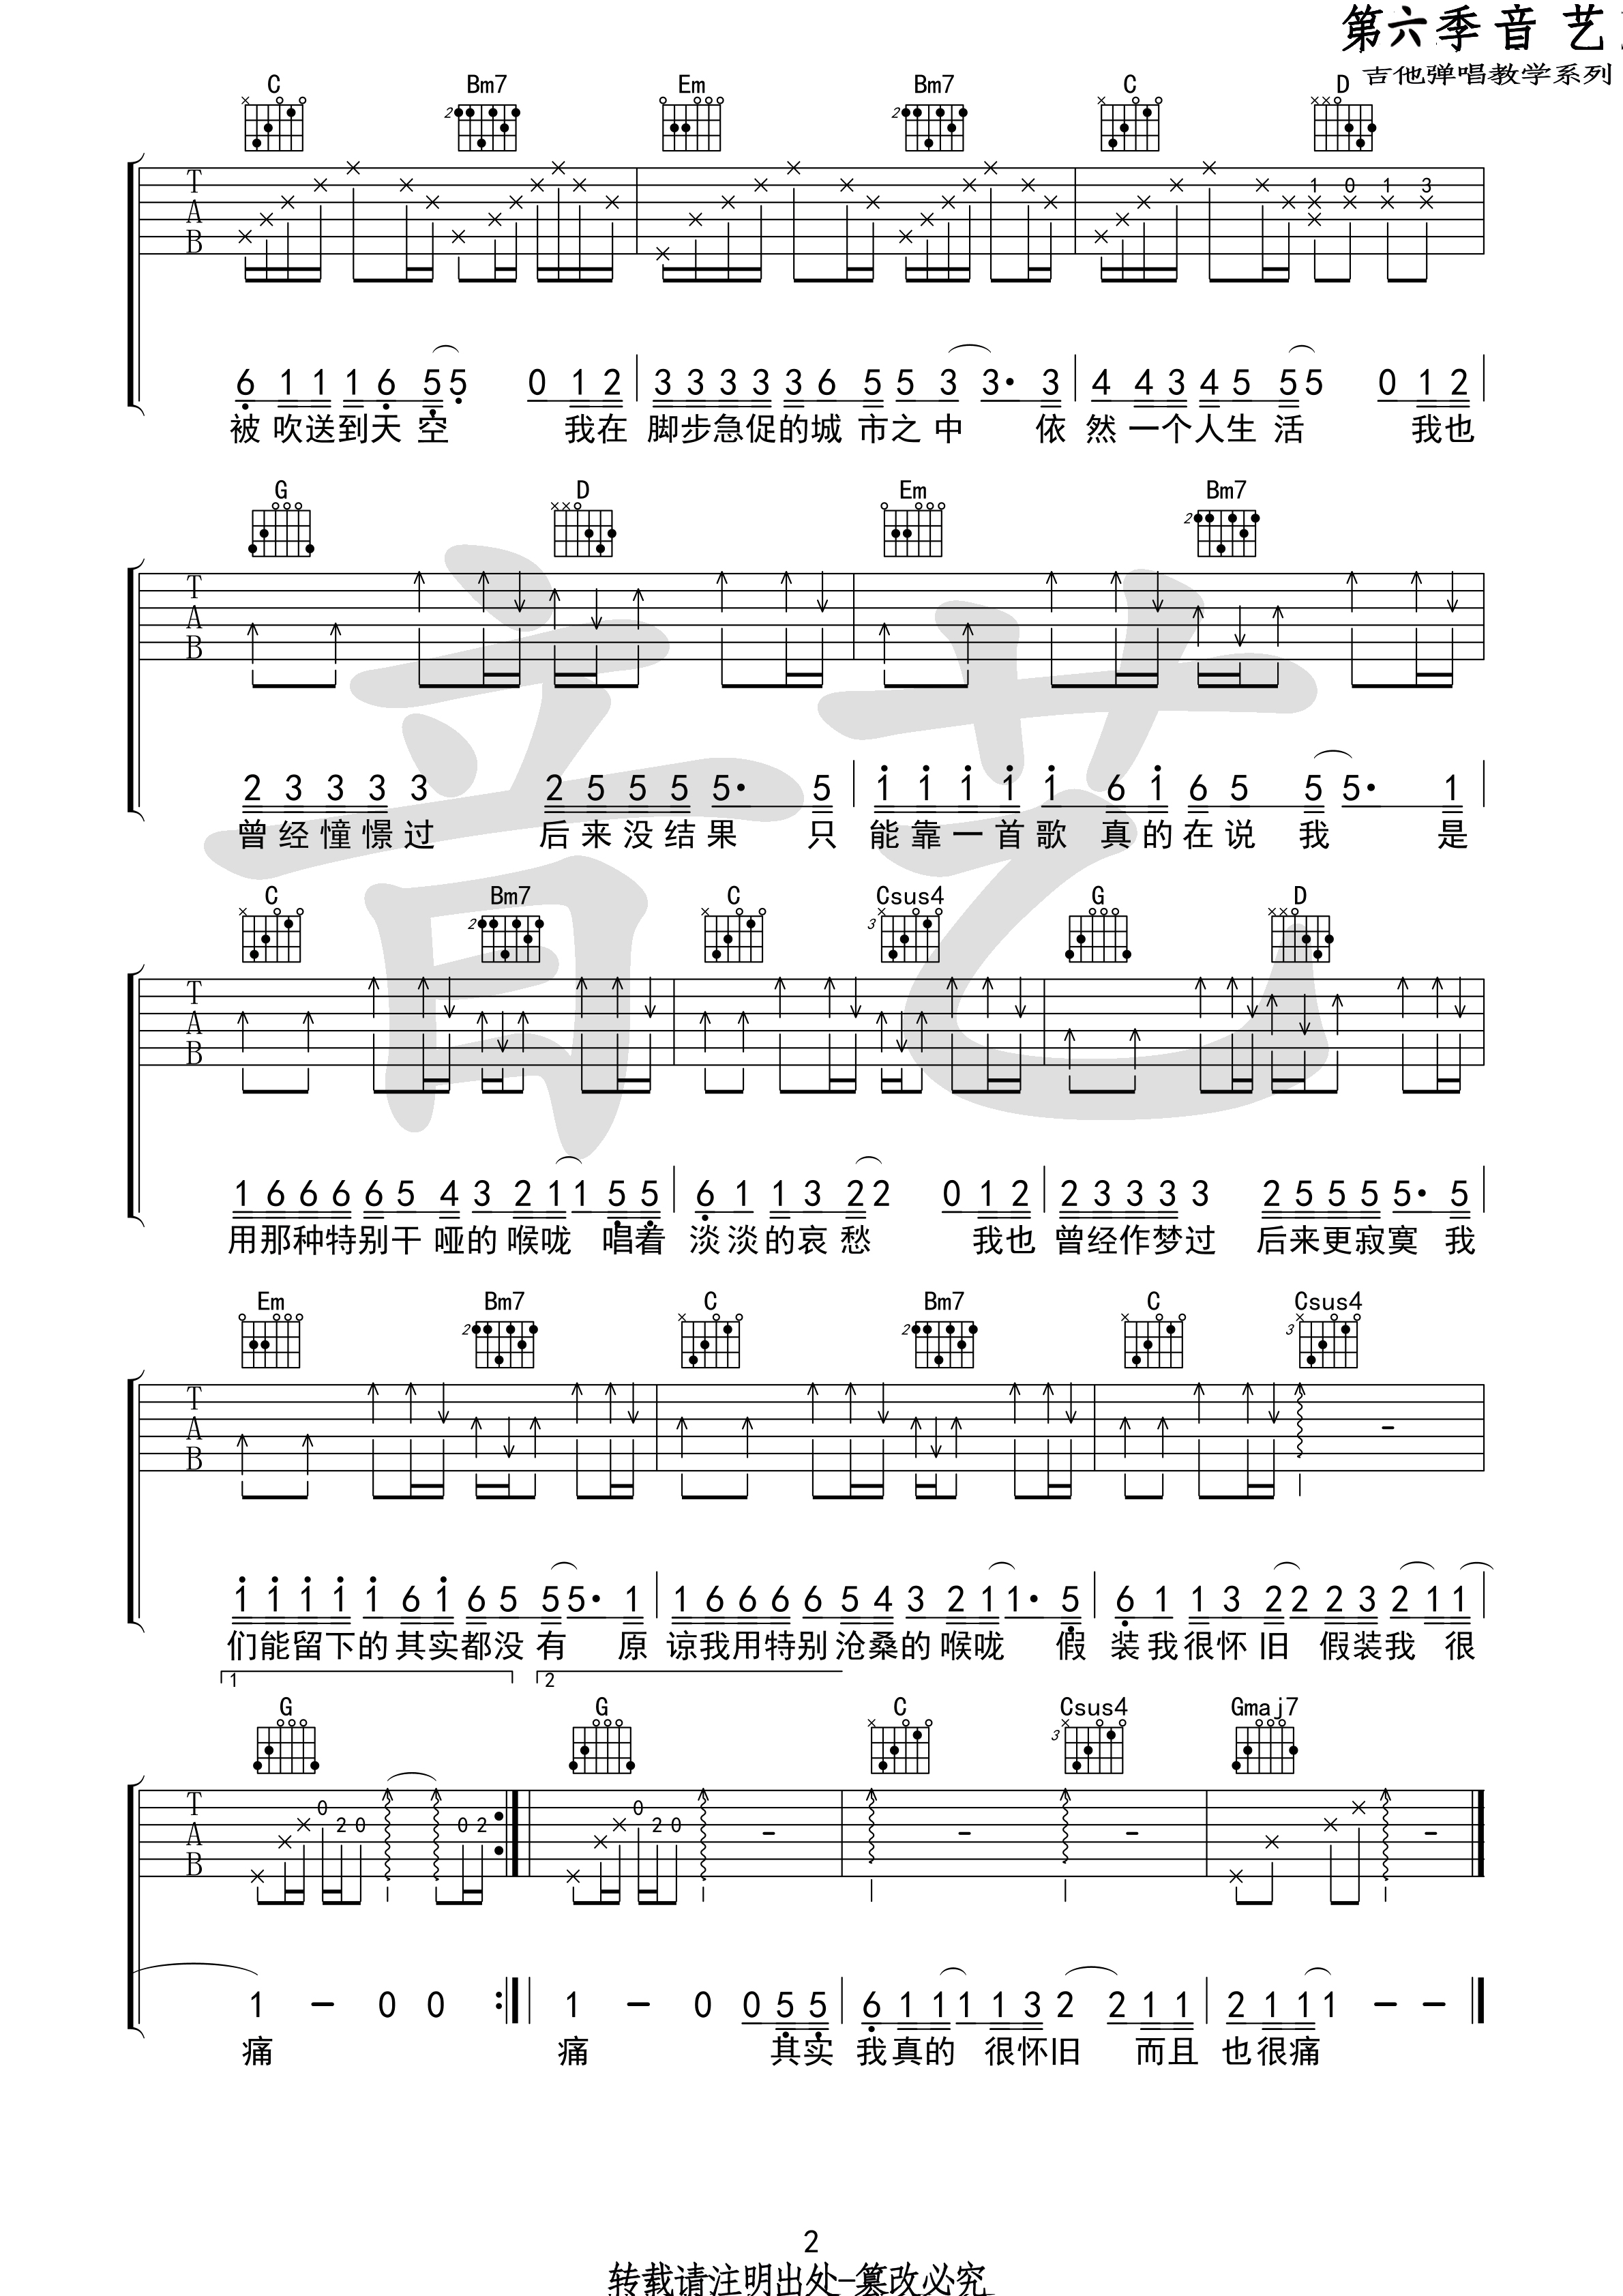 第六季音 艺
吉他弹唱教学系列
C Bm7 Em Bm7 C D
1 0 1 3
6 1 1 1 6 5 5 0 1 2 3 3 3 3 3 6 5 5 3 3· 3 4 4 3 4 5 5 5 0 1 2
被吹送到天空 我在 脚步急促的城市之中 依 然一个人生活 我也
G D Em Bm7
2 3 3 3 3 2 5 5 5 5· 5 1 1 1 1 1 6 1 6 5 5 5· 1
曾经憧憬过 后来没结果 只 能靠一首歌 真的在说 我 是
C Bm7 C Csus4 G D
1 6 6 6 6 5 4 3 2 1 1 5 5 6 1 1 3 2 2 0 1 2 2 3 3 3 3 2 5 5 5 5· 5
用那种特别干哑的喉咙 唱着 淡淡的哀愁 我也 曾经作梦过 后来更寂寞 我
Em Bm7 C Bm7 C Csus4
1 1 1 1 1 6 1 6 5 5 5· 1 1 6 6 6 6 5 4 3 2 1 1· 5 6 1 1 3 2 2 2 3 2 1 1
们能留下的其实都没有 原 谅我用特别沧桑的喉咙 假 装我很怀旧 假装我 很
1 2
G G C Csus4 Gmaj7
0 2 0 0 2 0 2 0
1 – 0 0 1 – 0 0 5 5 6 1 1 1 1 3 2 2 1 1 2 1 1 1 – –
痛 痛 其实 我真的 很怀旧 而且 也很痛
2
转载请注明出处-篡改必究